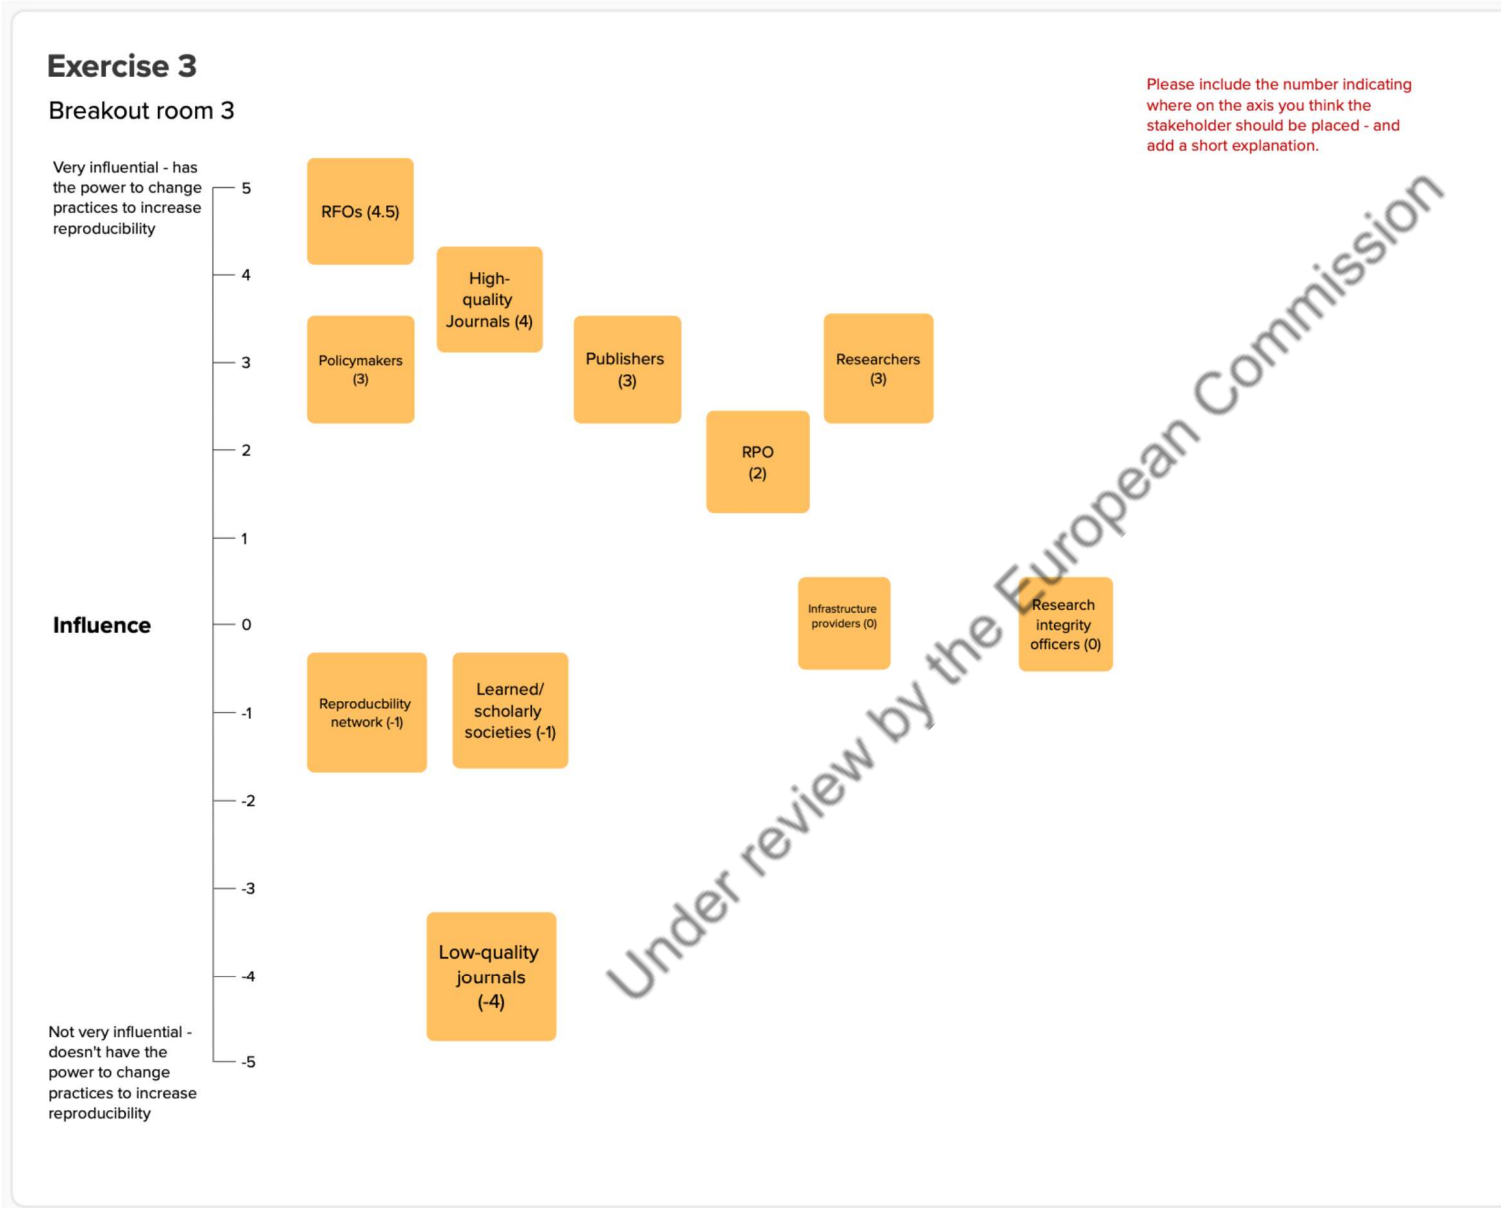 Exercise 3
Breakout room 3
Please include the number indicating
where on the axis you think the
stakeholder should be placed - and
add a short explanation.
Very influential - has
the power to change
practices to increase
reproducibility
5
4
3
2
1
Influence
0
-1
-2
-3
-4
-5
Not very influential -
doesn't have the
power to change
practices to increase
reproducibility
RFOs (4.5)
High-
quality
Journals (4)
Policymakers
(3)
Publishers
(3)
Researchers
(3)
RPO
(2)
Infrastructure
providers (0)
Research
integrity
officers (0)
Reproducbility
network (-1)
Learned/
scholarly
societies (-1)
Low-quality
journals
(-4)
Under review by the European Commission